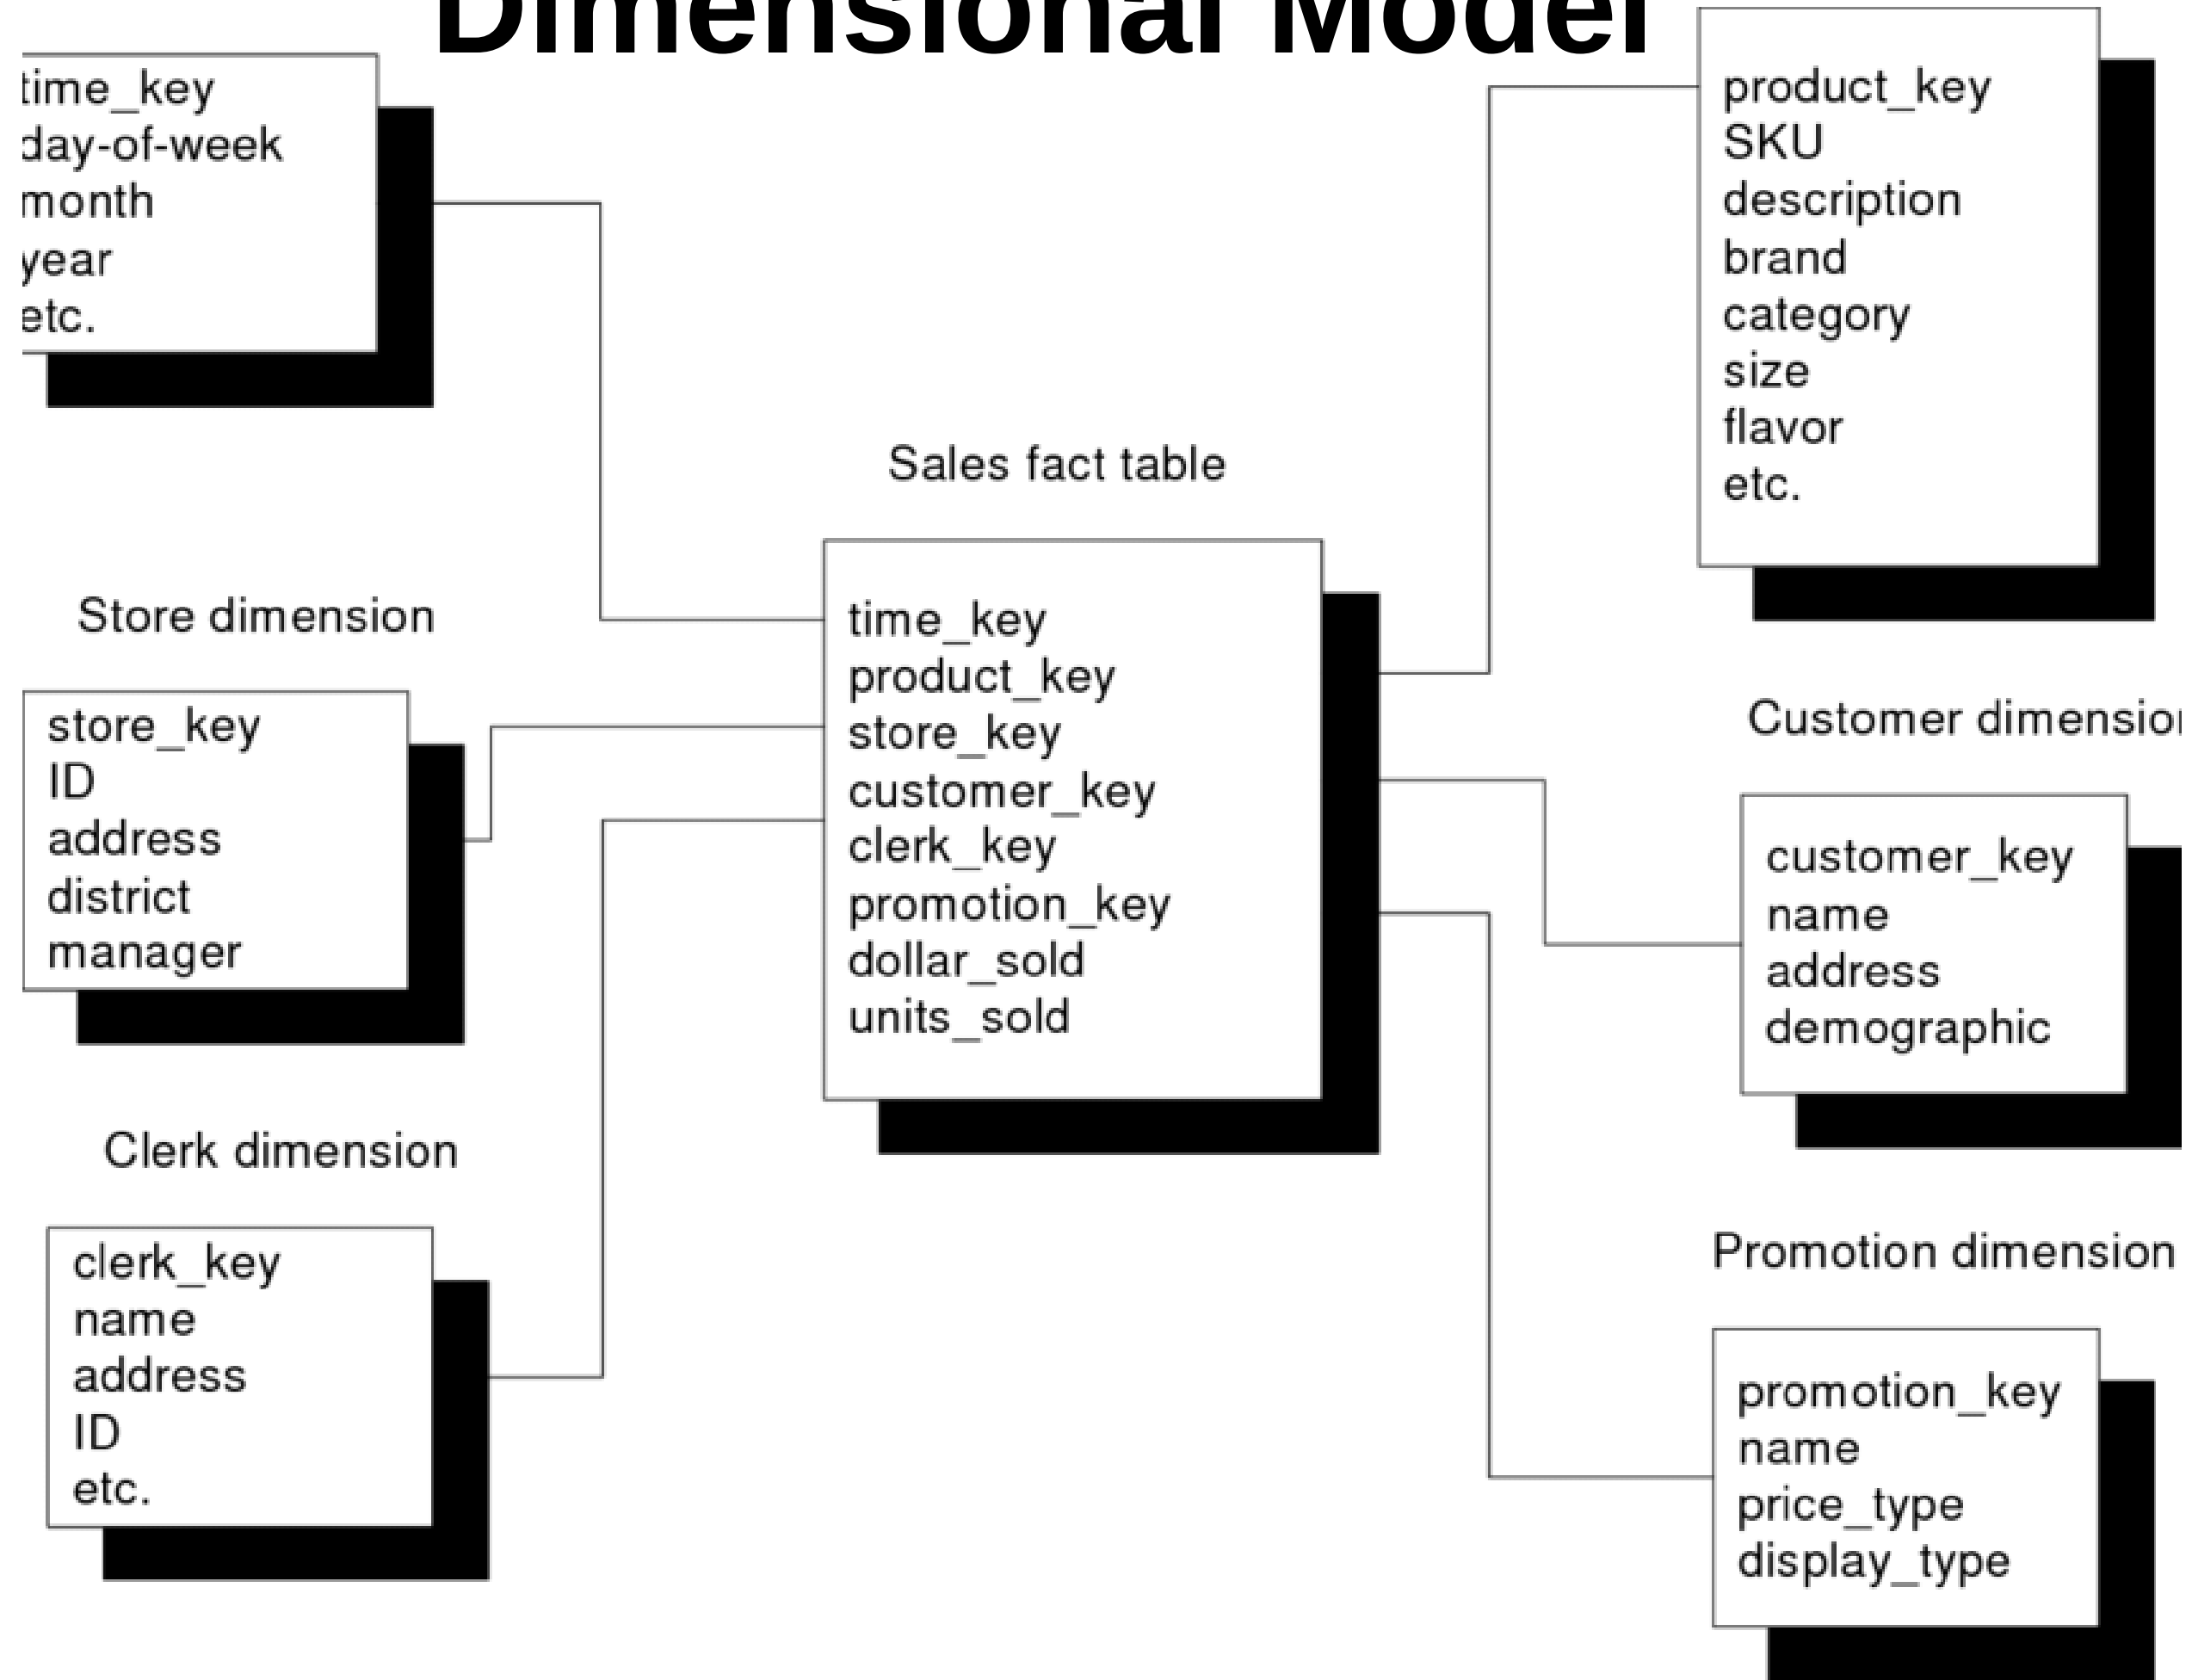 Dimensional Model
time_key
day-of-week
month
year
etc.
product_key
SKU
description
brand
category
size
flavor
etc.
Sales fact table
time_key
product_key
store_key
customer_key
clerk_key
promotion_key
dollar_sold
units_sold
Store dimension
store_key
ID
address
district
manager
Customer dimension
customer_key
name
address
demographic
Clerk dimension
clerk_key
name
address
ID
etc.
Promotion dimension
promotion_key
name
price_type
display_type